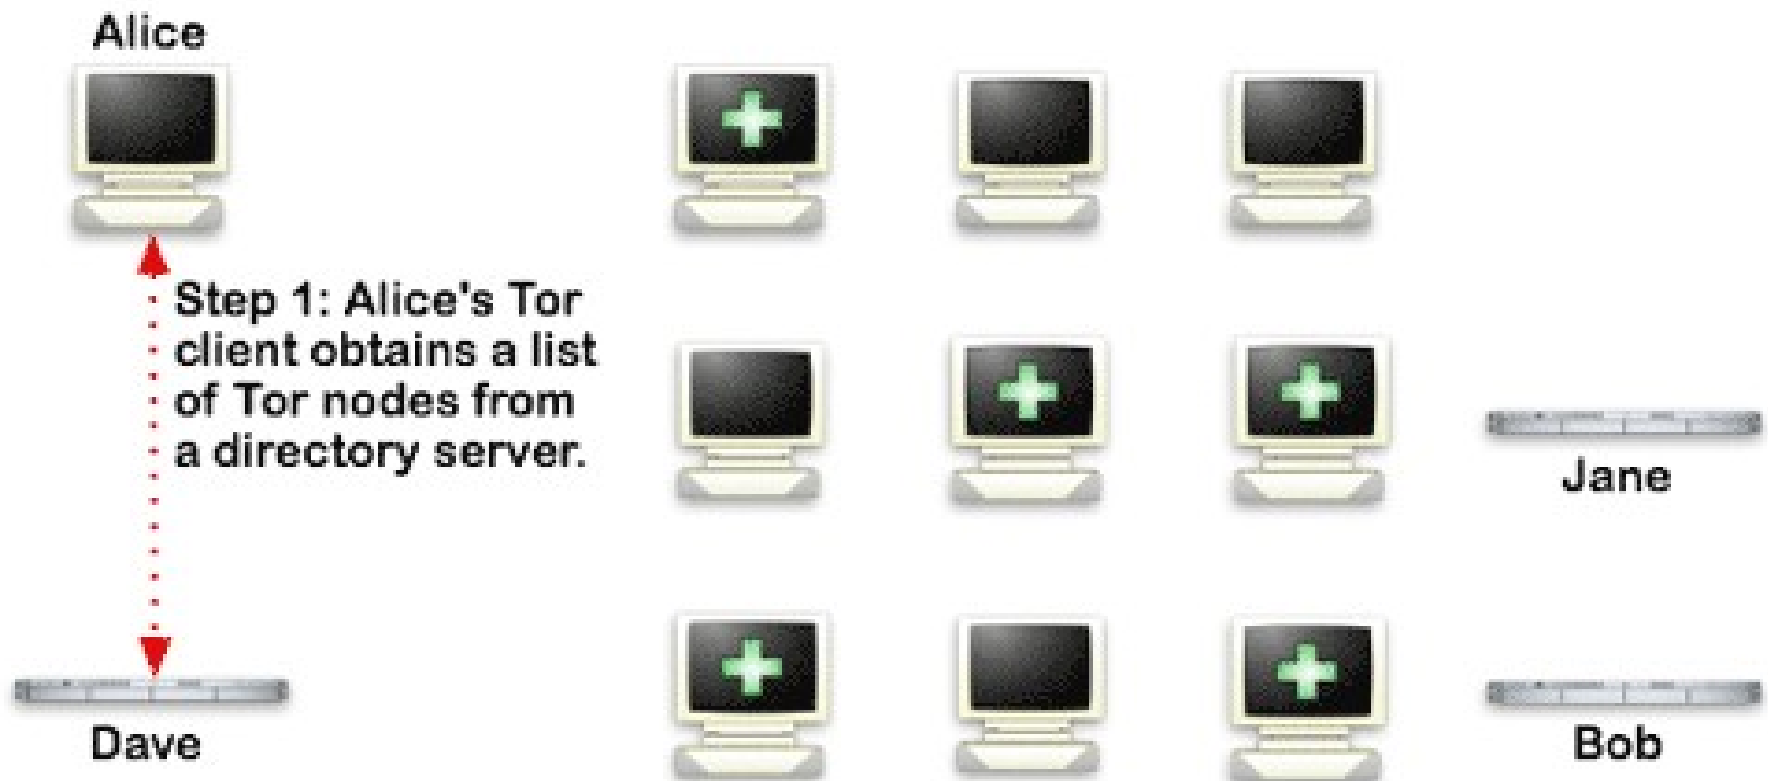 Alice
Step 1: Alice's Tor
client obtains a list
of Tor nodes from
a directory server.
Jane
Dave
Bob